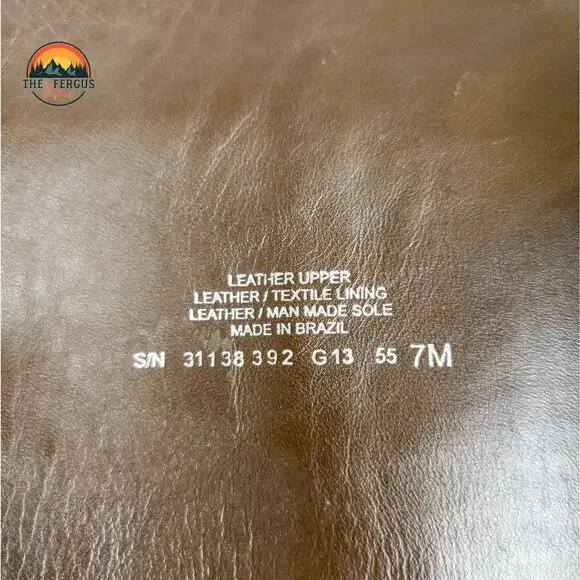 THE FERGUS
LEATHER UPPER
LEATHER / TEXTILE LINING
LEATHER / MAN MADE SOLE
MADE IN BRAZIL
S/N 31138 392 G13 55 7M